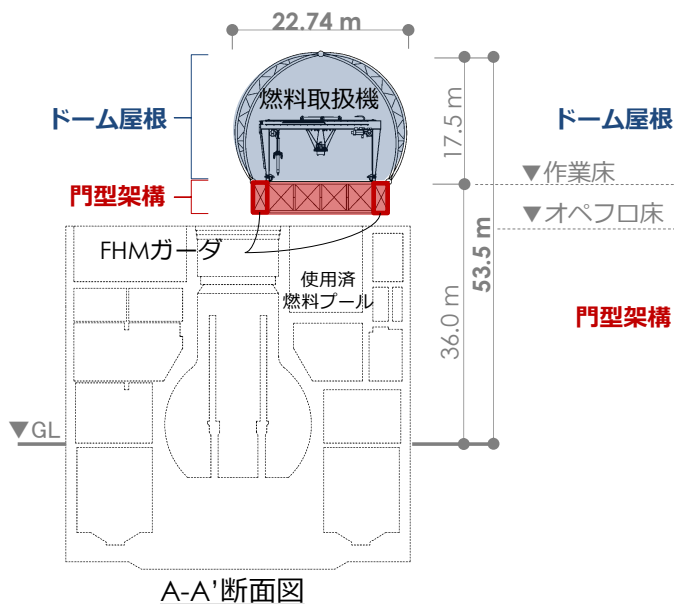 22.74 m
ドーム屋根
燃料取扱機
17.5 m
ドーム屋根
▼作業床
門型架構
▼オペフロ床
FHMガーダ
使用済
燃料プール
53.5 m
36.0 m
門型架構
▼GL
A-A’断面図